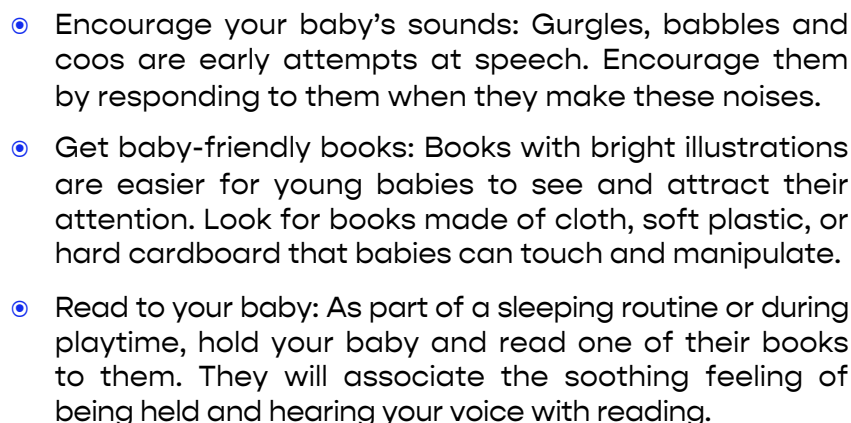 Encourage your baby's sounds: Gurgles, babbles and
coos are early attempts at speech. Encourage them
by responding to them when they make these noises.
Get baby-friendly books: Books with bright illustrations
are easier for young babies to see and attract their
attention. Look for books made of cloth, soft plastic, or
hard cardboard that babies can touch and manipulate.
Read to your baby: As part of a sleeping routine or during
playtime, hold your baby and read one of their books
to them. They will associate the soothing feeling of
being held and hearing your voice with reading.